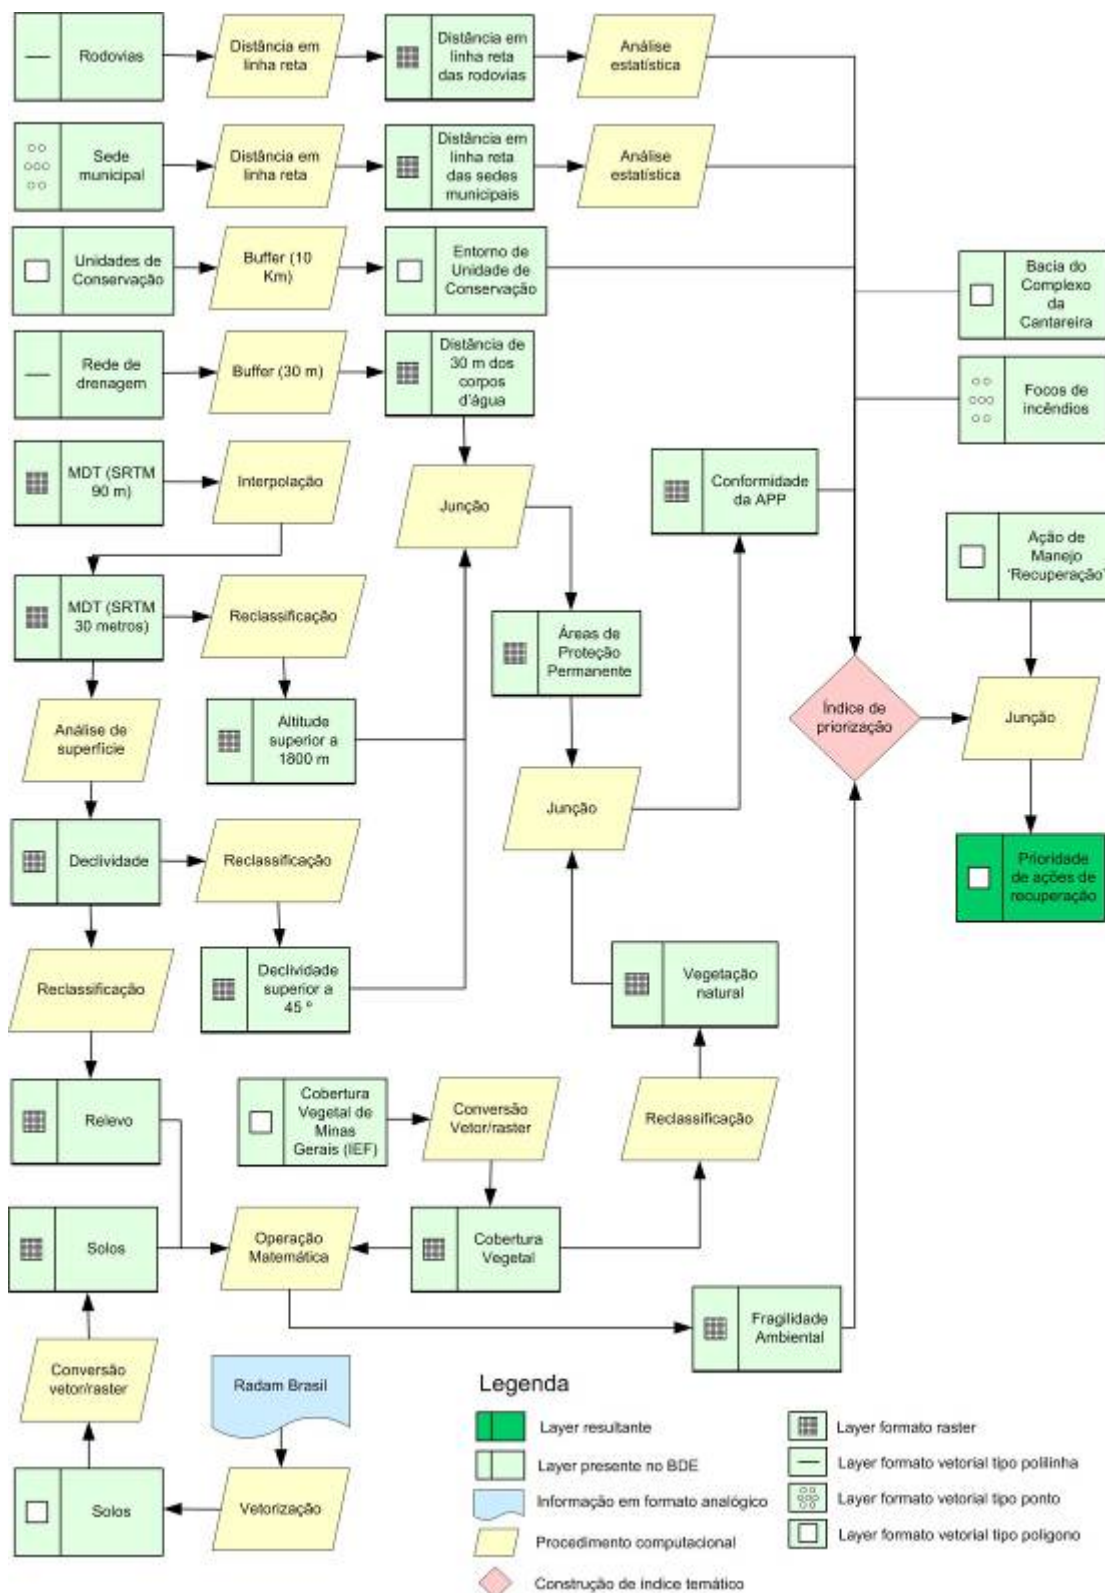 Rodovias
Distância em
linha reta
Distância em
linha reta
das rodovias
Análise
estatística
Sede
municipal
Distância em
linha reta
Distância em
linha reta
das sedes
municipais
Análise
estatística
Unidades de
Conservação
Buffer (10
Km)
Entorno de
Unidade de
Conservação
Bacia do
Complexo
da
Cantareira
Rede de
drenagem
Buffer (30 m)
Distância de
30 m dos
corpos
d'água
Focos de
incêndios
MDT (SRTM
90 m)
Interpolação
Junção
Conformidade
da APP
Ação de
Manejo
'Recuperação'
MDT (SRTM
30 metros)
Reclassificação
Áreas de
Proteção
Permanente
Análise de
superfície
Altitude
superior a
1800 m
Índice de
priorização
Junção
Junção
Declividade
Reclassificação
Prioridade
de ações de
recuperação
Reclassificação
Declividade
superior a
45 º
Vegetação
natural
Relevo
Cobertura
Vegetal de
Minas
Gerais (IEF)
Conversão
Vetor/raster
Reclassificação
Solos
Operação
Matemática
Cobertura
Vegetal
Fragilidade
Ambiental
Conversão
vetor/raster
Radam Brasil
Solos
Vetorização
Legenda
Layer resultante
Layer presente no BDE
Informação em formato analógico
Procedimento computacional
Construção de índice temático
Layer formato raster
Layer formato vetorial tipo polilinha
Layer formato vetorial tipo ponto
Layer formato vetorial tipo polígono